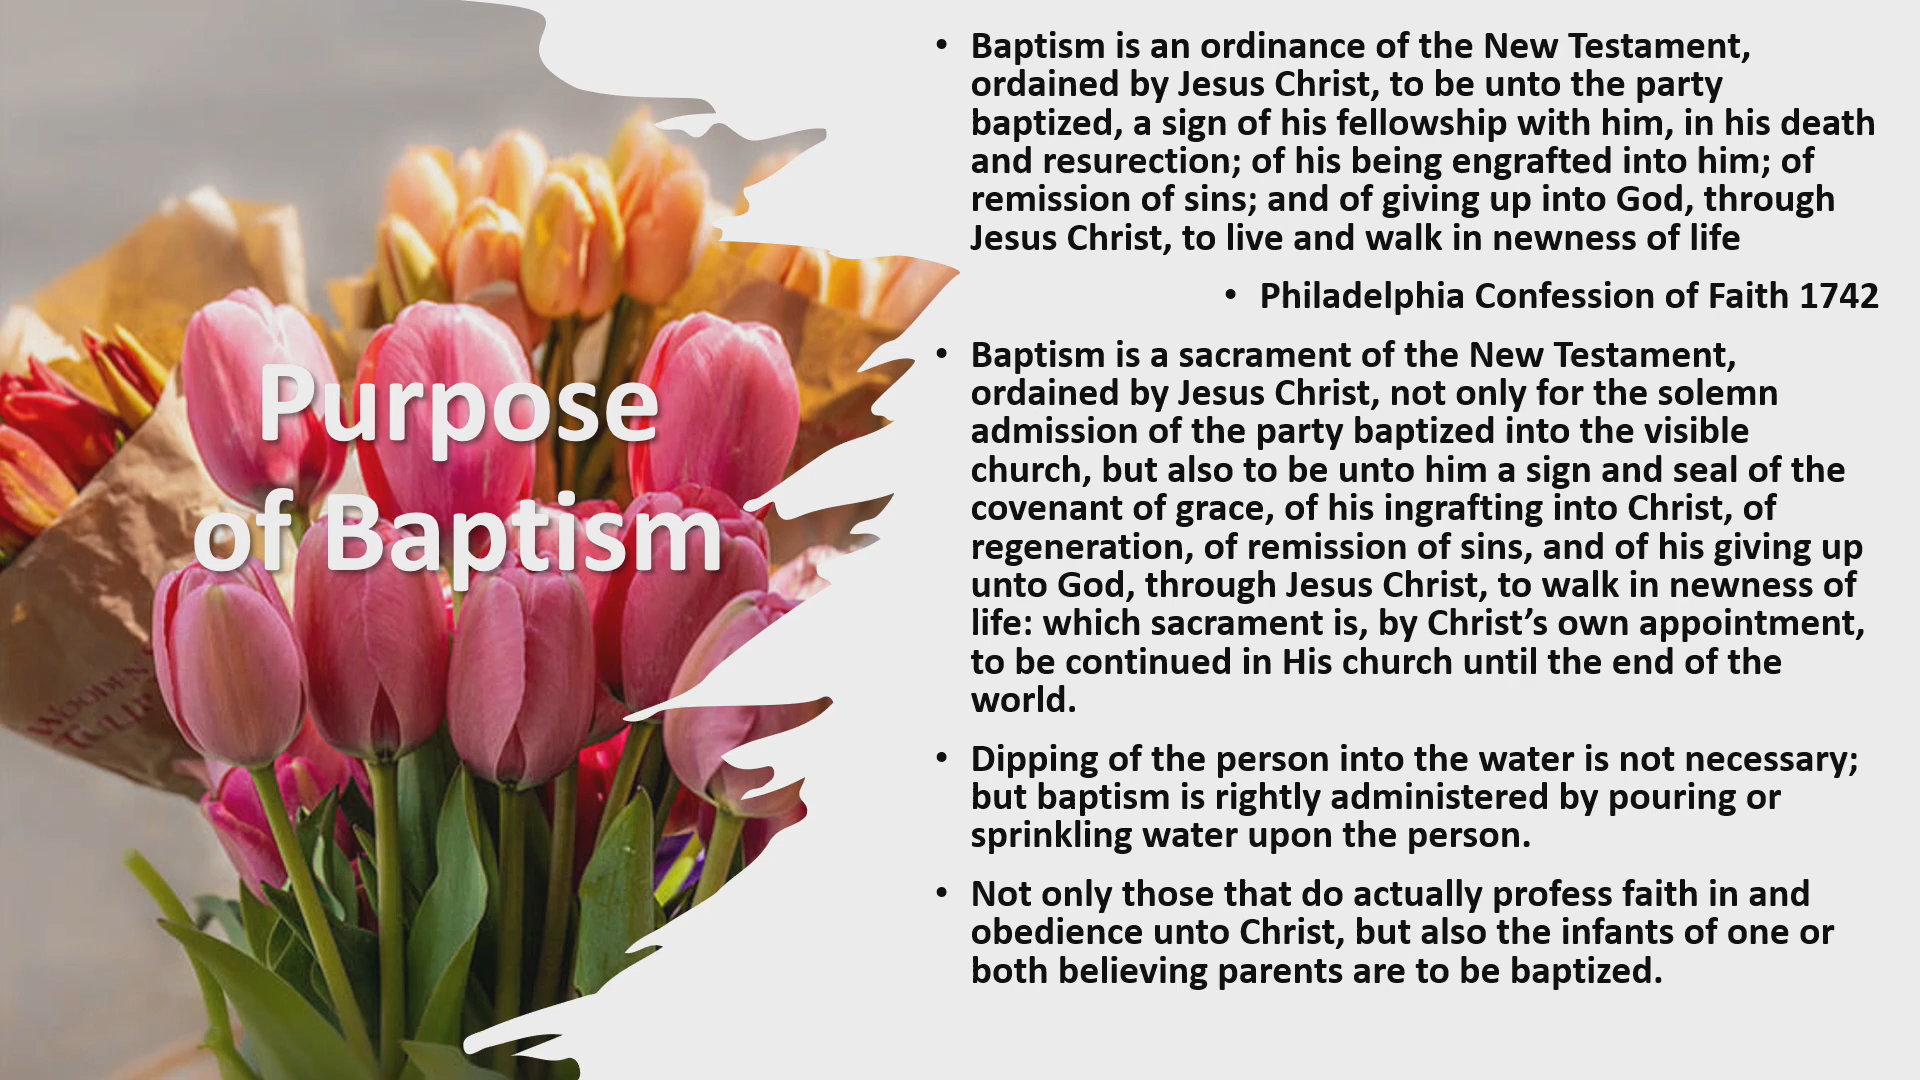 Purpose
of Baptism
• Baptism is an ordinance of the New Testament,
ordained by Jesus Christ, to be unto the party
baptized, a sign of his fellowship with him, in his death
and resurection; of his being engrafted into him; of
remission of sins; and of giving up into God, through
Jesus Christ, to live and walk in newness of life
• Philadelphia Confession of Faith 1742
• Baptism is a sacrament of the New Testament,
ordained by Jesus Christ, not only for the solemn
admission of the party baptized into the visible
church, but also to be unto him a sign and seal of the
covenant of grace, of his ingrafting into Christ, of
regeneration, of remission of sins, and of his giving up
unto God, through Jesus Christ, to walk in newness of
life: which sacrament is, by Christ’s own appointment,
to be continued in His church until the end of the
world.
• Dipping of the person into the water is not necessary;
but baptism is rightly administered by pouring or
sprinkling water upon the person.
• Not only those that do actually profess faith in and
obedience unto Christ, but also the infants of one or
both believing parents are to be baptized.
WOODEN
TULIP